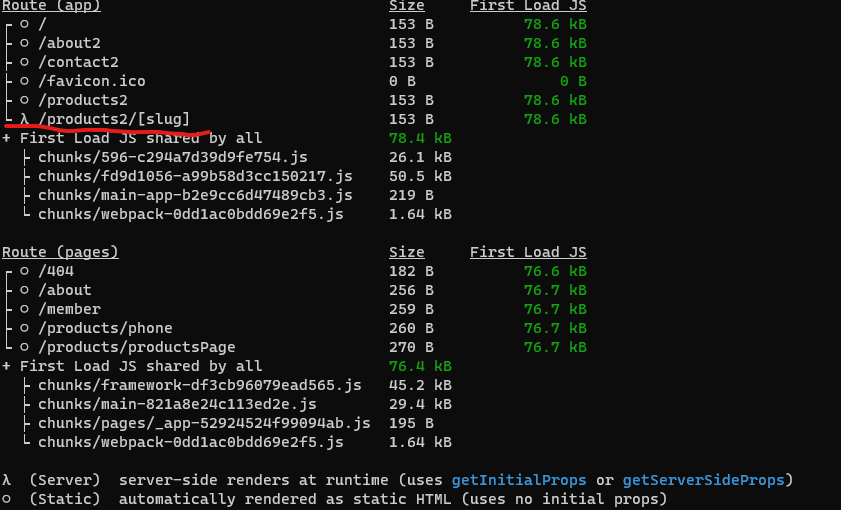 Route (app) Size First Load JS
┌ ○ / 153 B 78.6 kB
├ ○ /about2 153 B 78.6 kB
├ ○ /contact2 153 B 78.6 kB
├ ○ /favicon.ico 0 B 0 B
├ ○ /products2 153 B 78.6 kB
└ λ /products2/[slug] 153 B 78.6 kB
+ First Load JS shared by all 78.4 kB
├ chunks/596-c294a7d39d9fe754.js 26.1 kB
├ chunks/fd9d1056-a99b58d3cc150217.js 50.5 kB
├ chunks/main-app-b2e9cc6d47489cb3.js 219 B
└ chunks/webpack-0dd1ac0bdd69e2f5.js 1.64 kB
Route (pages) Size First Load JS
┌ ○ /404 182 B 76.6 kB
├ ○ /about 256 B 76.7 kB
├ ○ /member 259 B 76.7 kB
├ ○ /products/phone 260 B 76.7 kB
└ ○ /products/productsPage 270 B 76.7 kB
+ First Load JS shared by all 76.4 kB
├ chunks/framework-df3cb96079ead565.js 45.2 kB
├ chunks/main-821a8e24c113ed2e.js 29.4 kB
├ chunks/pages/_app-52924524f99094ab.js 195 B
└ chunks/webpack-0dd1ac0bdd69e2f5.js 1.64 kB
λ (Server) server-side renders at runtime (uses getInitialProps or getServerSideProps)
○ (Static) automatically rendered as static HTML (uses no initial props)